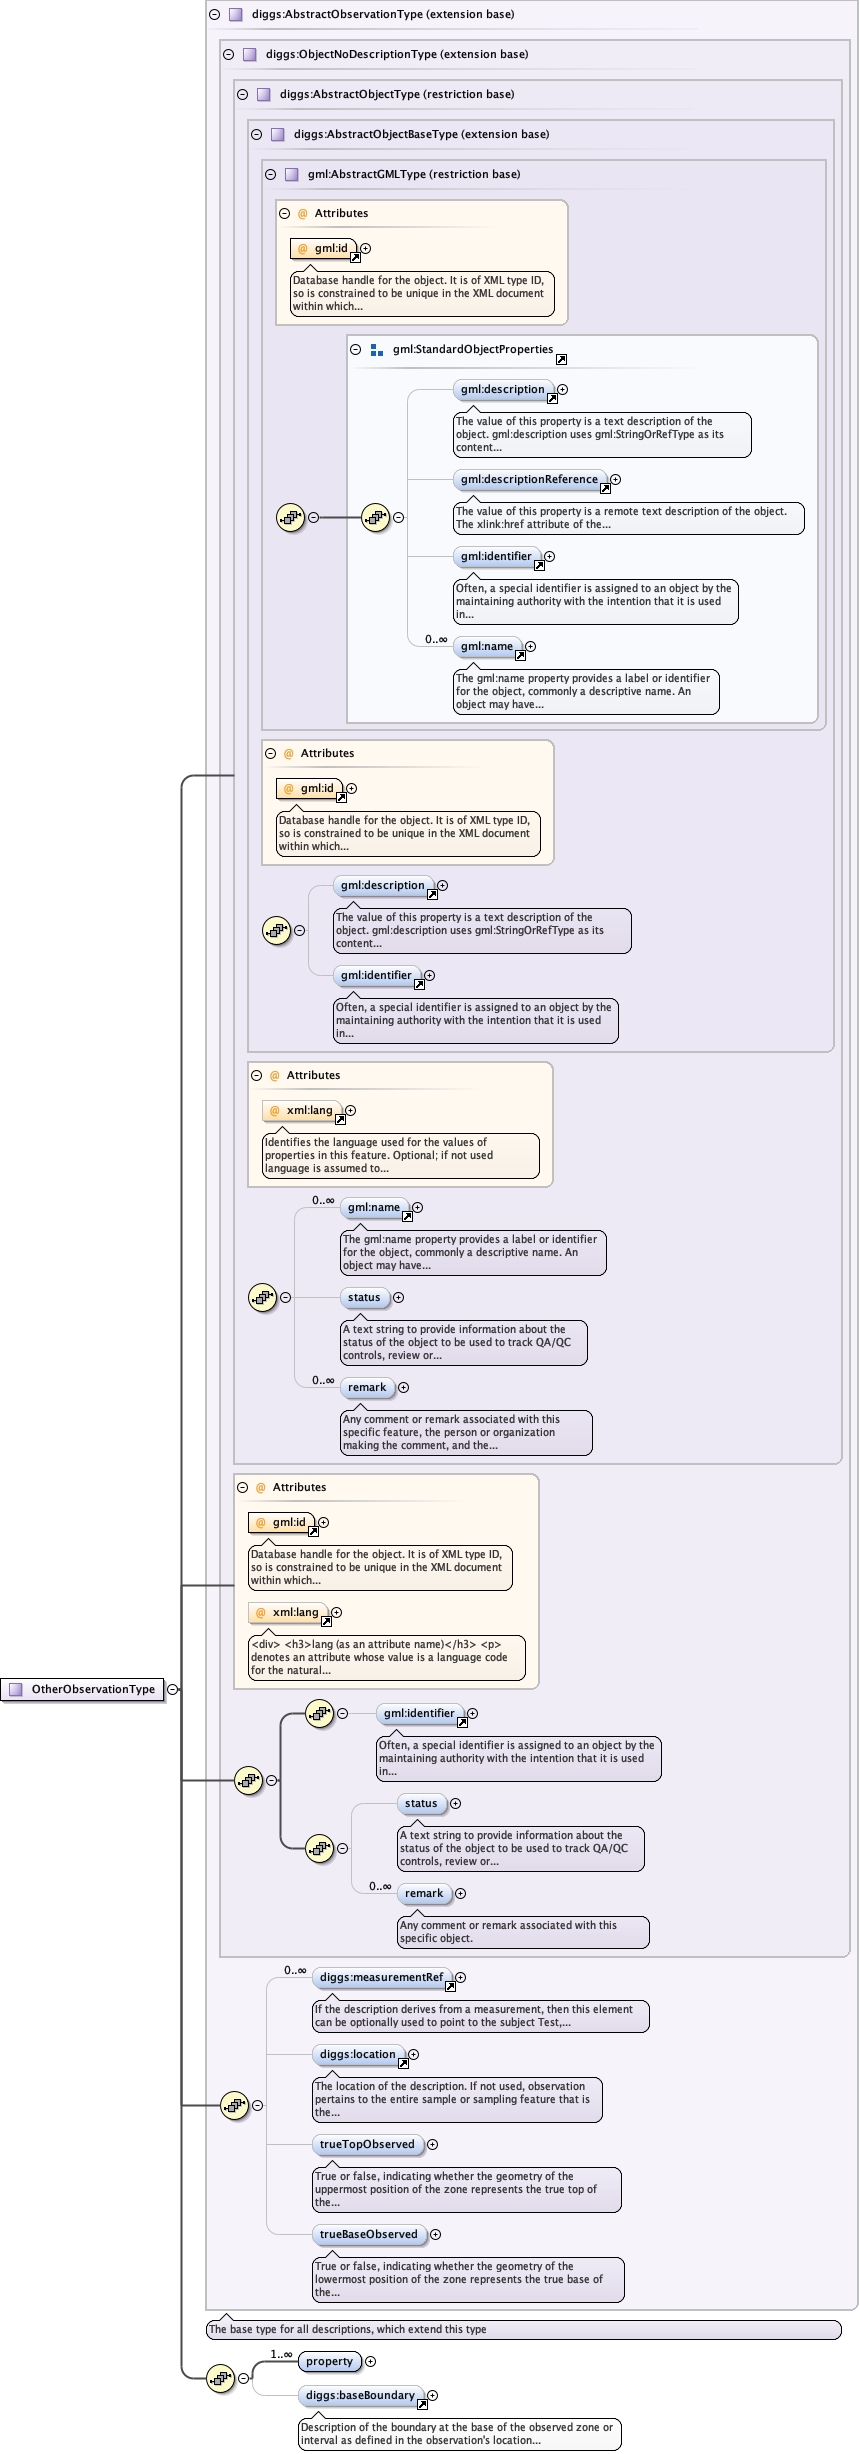 diggs:AbstractObservationType (extension base)
diggs:ObjectNoDescriptionType (extension base)
diggs:AbstractObjectType (restriction base)
diggs:AbstractObjectBaseType (extension base)
gml:AbstractGMLType (restriction base)
@ Attributes
@ gml:id
Database handle for the object. It is of XML type ID,
so is constrained to be unique in the XML document
within which...
gml:StandardObjectProperties
gml:description
The value of this property is a text description of the
object. gml:description uses gml:StringOrRefType as its
content...
gml:descriptionReference
The value of this property is a remote text description of the object.
The xlink:href attribute of the...
gml:identifier
Often, a special identifier is assigned to an object by the
maintaining authority with the intention that it is used
in...
0..∞
gml:name
The gml:name property provides a label or identifier
for the object, commonly a descriptive name. An
object may have...
@ Attributes
@ gml:id
Database handle for the object. It is of XML type ID,
so is constrained to be unique in the XML document
within which...
gml:description
The value of this property is a text description of the
object. gml:description uses gml:StringOrRefType as its
content...
gml:identifier
Often, a special identifier is assigned to an object by the
maintaining authority with the intention that it is used
in...
@ Attributes
@ xml:lang
Identifies the language used for the values of
properties in this feature. Optional; if not used
language is assumed to...
0..∞
gml:name
The gml:name property provides a label or identifier
for the object, commonly a descriptive name. An
object may have...
status
A text string to provide information about the
status of the object to be used to track QA/QC
controls, review or...
0..∞
remark
Any comment or remark associated with this
specific feature, the person or organization
making the comment, and the...
@ Attributes
@ gml:id
Database handle for the object. It is of XML type ID,
so is constrained to be unique in the XML document
within which...
@ xml:lang
<div> <h3>lang (as an attribute name)</h3> <p>
denotes an attribute whose value is a language code
for the natural...
OtherObservationType
gml:identifier
Often, a special identifier is assigned to an object by the
maintaining authority with the intention that it is used
in...
status
A text string to provide information about the
status of the object to be used to track QA/QC
controls, review or...
0..∞
remark
Any comment or remark associated with this
specific object.
0..∞
diggs:measurementRef
If the description derives from a measurement, then this element
can be optionally used to point to the subject Test,...
diggs:location
The location of the description. If not used, observation
pertains to the entire sample or sampling feature that is
the...
trueTopObserved
True or false, indicating whether the geometry of the
uppermost position of the zone represents the true top of
the...
trueBaseObserved
True or false, indicating whether the geometry of the
lowermost position of the zone represents the true base of
the...
The base type for all descriptions, which extend this type
1..∞
property
diggs:baseBoundary
Description of the boundary at the base of the observed zone or
interval as defined in the observation's location...